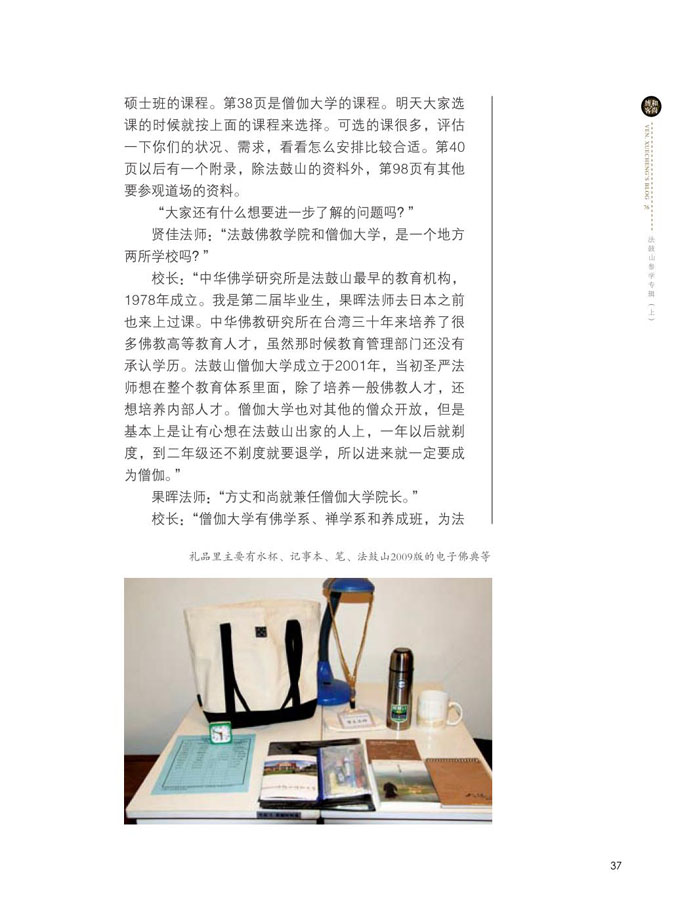 硕士班的课程。第38页是僧伽大学的课程。明天大家选
课的时候就按上面的课程来选择。可选的课很多，评估
一下你们的状况、需求，看看怎么安排比较合适。第40
页以后有一个附录，除法鼓山的资料外，第98页有其他
要参观道场的资料。
“大家还有什么想要进一步了解的问题吗？”
贤佳法师：“法鼓佛教学院和僧伽大学，是一个地方
两所学校吗？”
校长：“中华佛学研究所是法鼓山最早的教育机构，
1978年成立。我是第二届毕业生，果晖法师去日本之前
也来上过课。中华佛教研究所在台湾三十年来培养了很
多佛教高等教育人才，虽然那时候教育管理部门还没有
承认学历。法鼓山僧伽大学成立于2001年，当初圣严法
师想在整个教育体系里面，除了培养一般佛教人才，还
想培养内部人才。僧伽大学也对其他的僧众开放，但是
基本上是让有心想在法鼓山出家的人上，一年以后就剃
度，到二年级还不剃度就要退学，所以进来就一定要成
为僧伽。”
果晖法师：“方丈和尚就兼任僧伽大学院长。”
校长：“僧伽大学有佛学系、禅学系和养成班，为法
礼品里主要有水杯、记事本、笔、法鼓山2009版的电子佛典等
和尚博客
VEN. XUECHENG'S BLOG
法鼓山参学专辑（上）
37